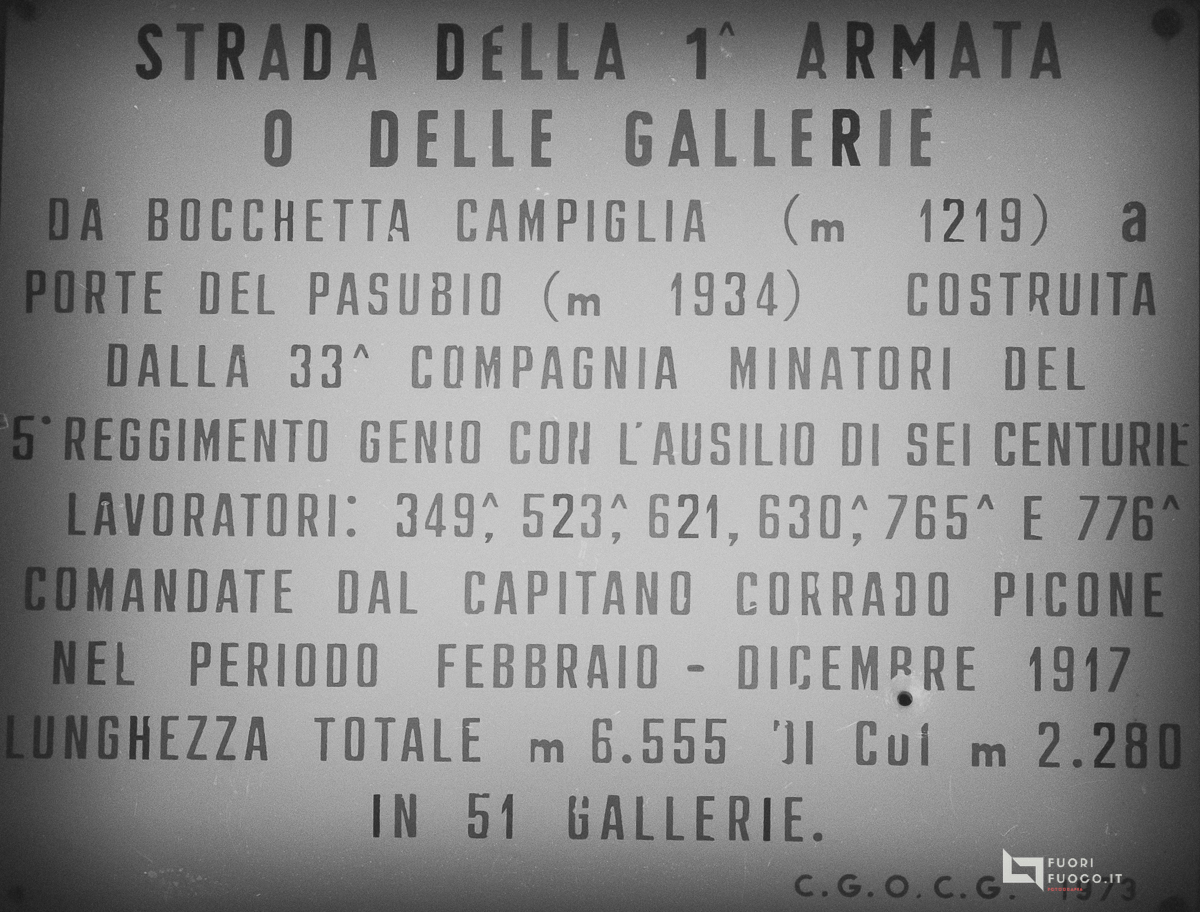 STRADA DELLA 1^ ARMATA
O DELLE GALLERIE
DA BOCCHETTA CAMPIGLIA (m 1219) a
PORTE DEL PASUBIO (m 1934) COSTRUITA
DALLA 33^ COMPAGNIA MINATORI DEL
5° REGGIMENTO GENIO CON L'AUSILIO DI SEI CENTURIE
LAVORATORI: 349^, 523^, 621, 630^, 765^ E 776^
COMANDATE DAL CAPITANO CORRADO PICONE
NEL PERIODO FEBBRAIO - DICEMBRE 1917
LUNGHEZZA TOTALE m 6.555 DI Cui m 2.280
IN 51 GALLERIE.
C.G.O.C.G.
FUORI
FUOCO.IT
FOTOGRAFIA